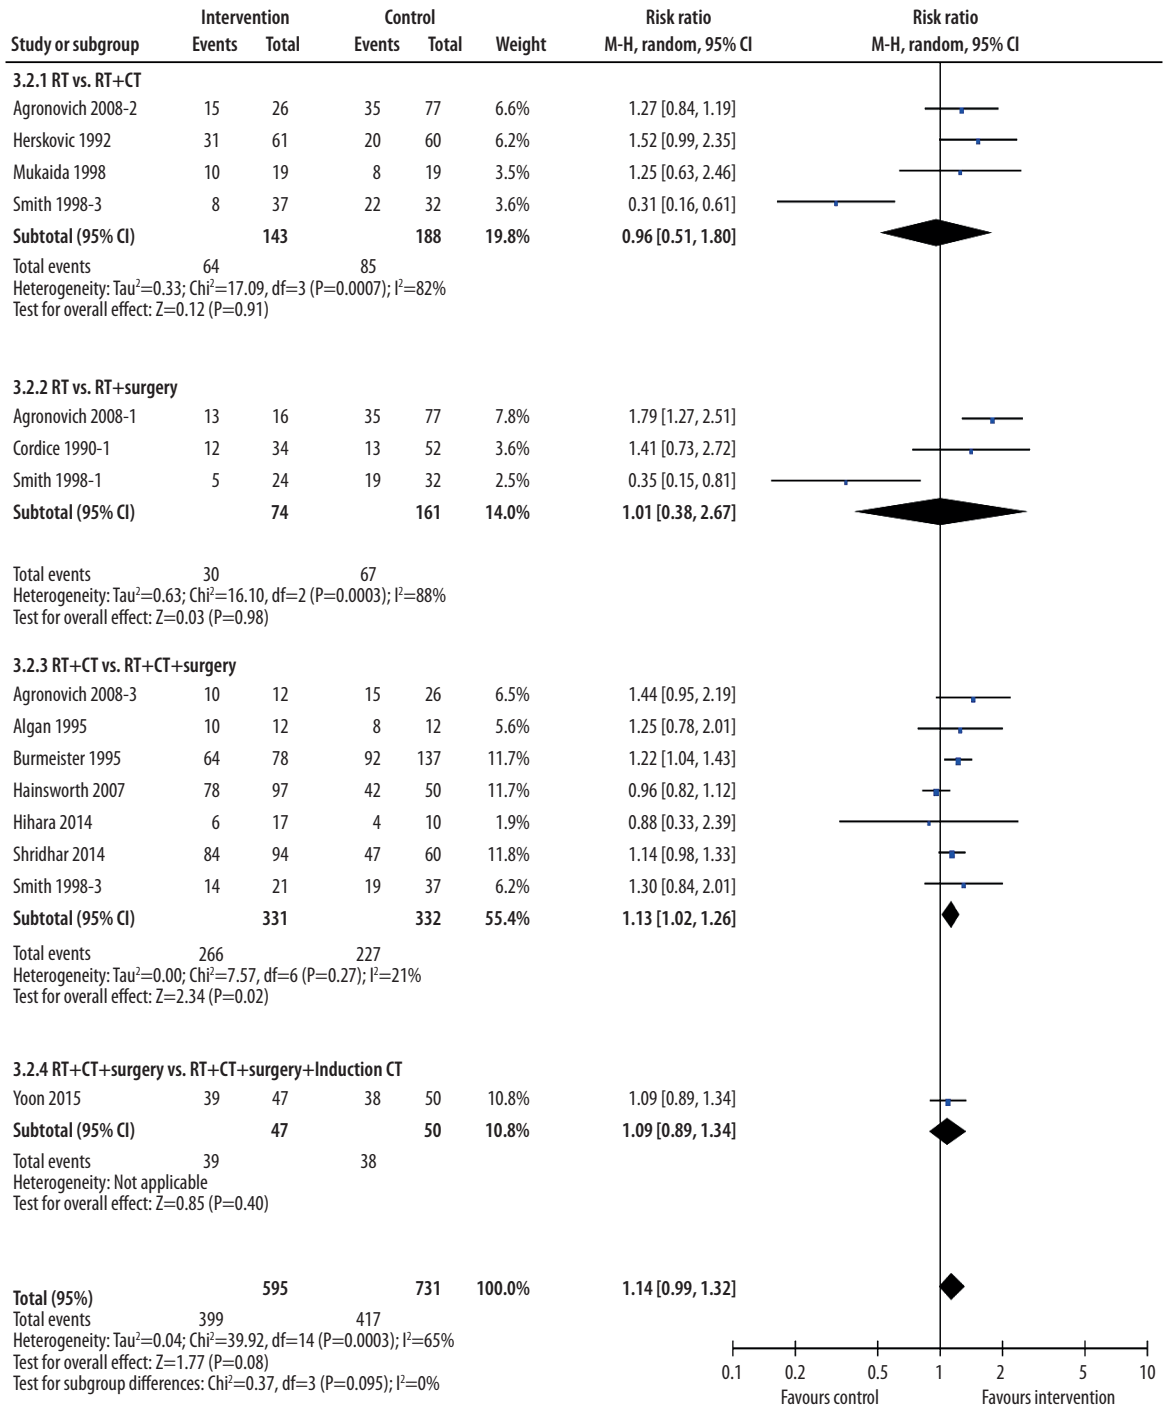 Intervention Control Risk ratio Risk ratio
Study or subgroup Events Total Events Total Weight M-H, random, 95% CI M-H, random, 95% CI
3.2.1 RT vs. RT+CT
Agronovich 2008-2 15 26 35 77 6.6% 1.27 [0.84, 1.19]
Herskovic 1992 31 61 20 60 6.2% 1.52 [0.99, 2.35]
Mukaida 1998 10 19 8 19 3.5% 1.25 [0.63, 2.46]
Smith 1998-3 8 37 22 32 3.6% 0.31 [0.16, 0.61]
Subtotal (95% CI) 143 188 19.8% 0.96 [0.51, 1.80]
Total events 64 85
Heterogeneity: Tau²=0.33; Chi²=17.09, df=3 (P=0.0007); I²=82%
Test for overall effect: Z=0.12 (P=0.91)
3.2.2 RT vs. RT+surgery
Agronovich 2008-1 13 16 35 77 7.8% 1.79 [1.27, 2.51]
Cordice 1990-1 12 34 13 52 3.6% 1.41 [0.73, 2.72]
Smith 1998-1 5 24 19 32 2.5% 0.35 [0.15, 0.81]
Subtotal (95% CI) 74 161 14.0% 1.01 [0.38, 2.67]
Total events 30 67
Heterogeneity: Tau²=0.63; Chi²=16.10, df=2 (P=0.0003); I²=88%
Test for overall effect: Z=0.03 (P=0.98)
3.2.3 RT+CT vs. RT+CT+surgery
Agronovich 2008-3 10 12 15 26 6.5% 1.44 [0.95, 2.19]
Algan 1995 10 12 8 12 5.6% 1.25 [0.78, 2.01]
Burmeister 1995 64 78 92 137 11.7% 1.22 [1.04, 1.43]
Hainsworth 2007 78 97 42 50 11.7% 0.96 [0.82, 1.12]
Hihara 2014 6 17 4 10 1.9% 0.88 [0.33, 2.39]
Shridhar 2014 84 94 47 60 11.8% 1.14 [0.98, 1.33]
Smith 1998-3 14 21 19 37 6.2% 1.30 [0.84, 2.01]
Subtotal (95% CI) 331 332 55.4% 1.13 [1.02, 1.26]
Total events 266 227
Heterogeneity: Tau²=0.00; Chi²=7.57, df=6 (P=0.27); I²=21%
Test for overall effect: Z=2.34 (P=0.02)
3.2.4 RT+CT+surgery vs. RT+CT+surgery+Induction CT
Yoon 2015 39 47 38 50 10.8% 1.09 [0.89, 1.34]
Subtotal (95% CI) 47 50 10.8% 1.09 [0.89, 1.34]
Total events 39 38
Heterogeneity: Not applicable
Test for overall effect: Z=0.85 (P=0.40)
Total (95%) 595 731 100.0% 1.14 [0.99, 1.32]
Total events 399 417
Heterogeneity: Tau²=0.04; Chi²=39.92, df=14 (P=0.0003); I²=65%
Test for overall effect: Z=1.77 (P=0.08)
Test for subgroup differences: Chi²=0.37, df=3 (P=0.095); I²=0%
0.1 0.2 0.5 1 2 5 10
Favours control Favours intervention